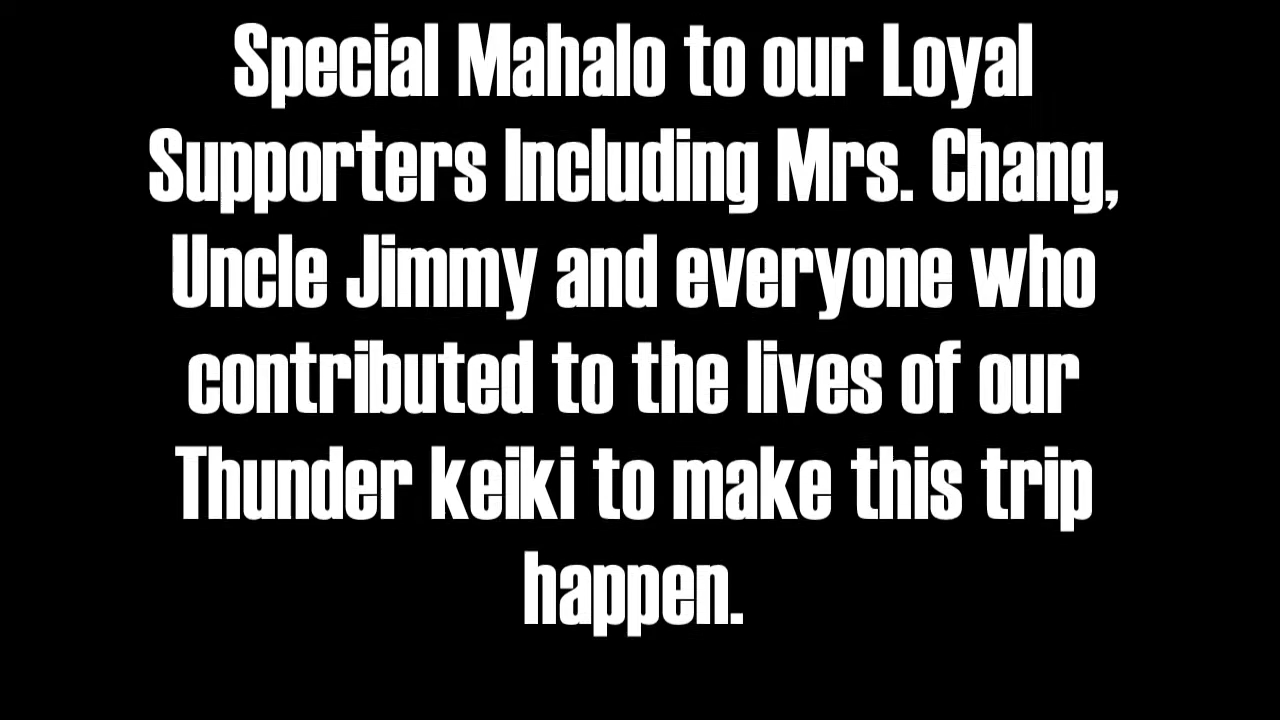 Special Mahalo to our Loyal
Supporters Including Mrs. Chang,
Uncle Jimmy and everyone who
contributed to the lives of our
Thunder keiki to make this trip
happen.